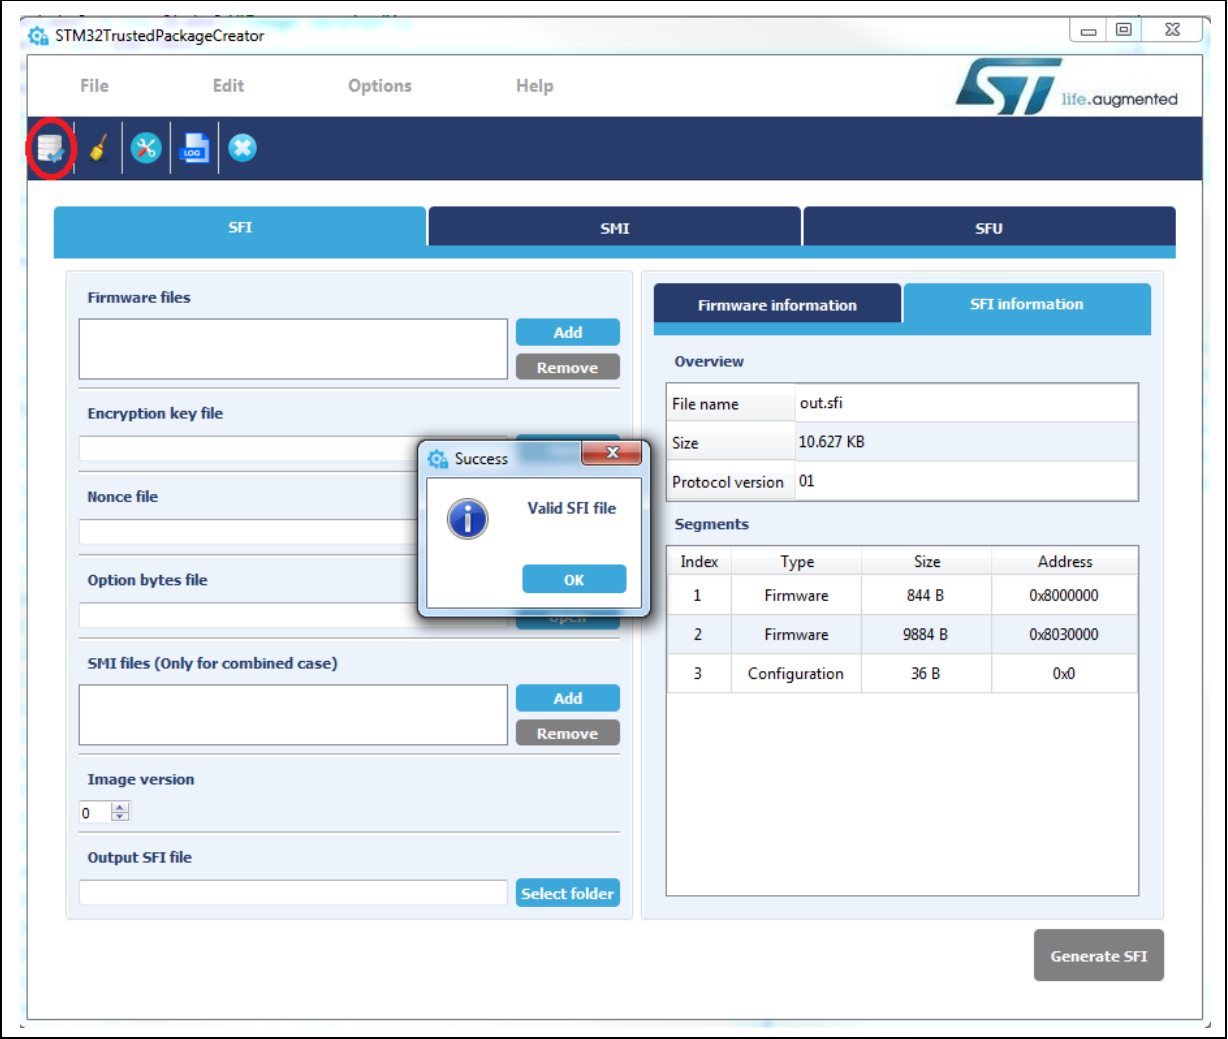 STM32TrustedPackageCreator
File Edit Options Help
life.augmented
LOG
SFI SMI SFU
Firmware files
Add
Remove
Encryption key file
Nonce file
Option bytes file
Open
SMI files (Only for combined case)
Add
Remove
Image version
0
Output SFI file
Select folder
Success
Valid SFI file
OK
Firmware information SFI information
Overview
File name out.sfi
Size 10.627 KB
Protocol version 01
Segments
Index Type Size Address
1 Firmware 844 B 0x8000000
2 Firmware 9884 B 0x8030000
3 Configuration 36 B 0x0
Generate SFI